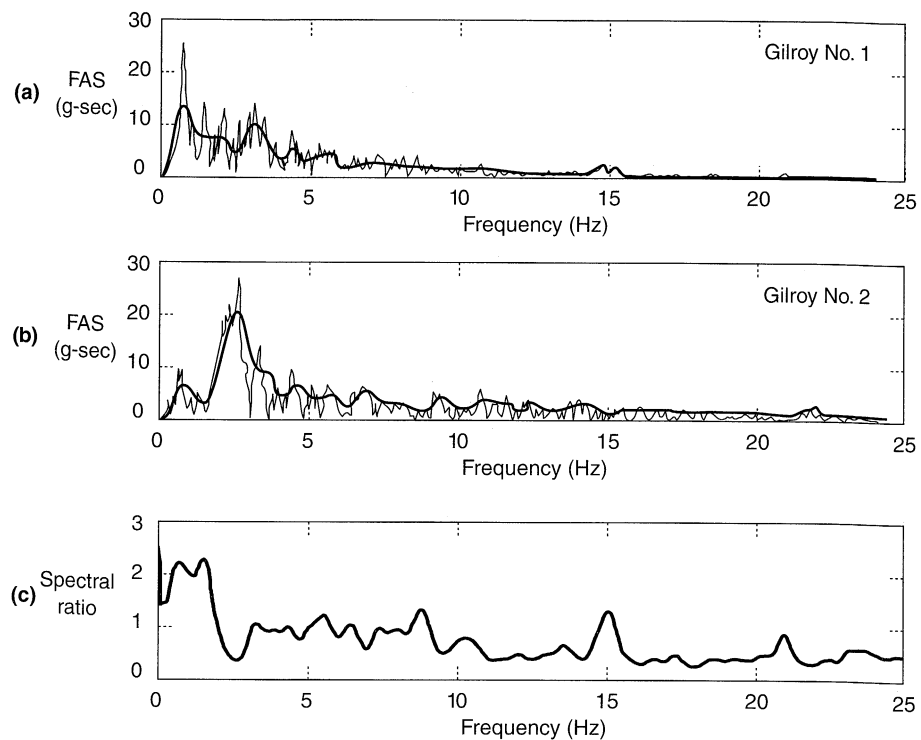 30
Gilroy No. 1
20
(a) FAS
(g-sec)
10
0
0 5 10 15 20 25
Frequency (Hz)
30
Gilroy No. 2
20
(b) FAS
(g-sec)
10
0
0 5 10 15 20 25
Frequency (Hz)
3
2
(c) Spectral
ratio
1
0
0 5 10 15 20 25
Frequency (Hz)